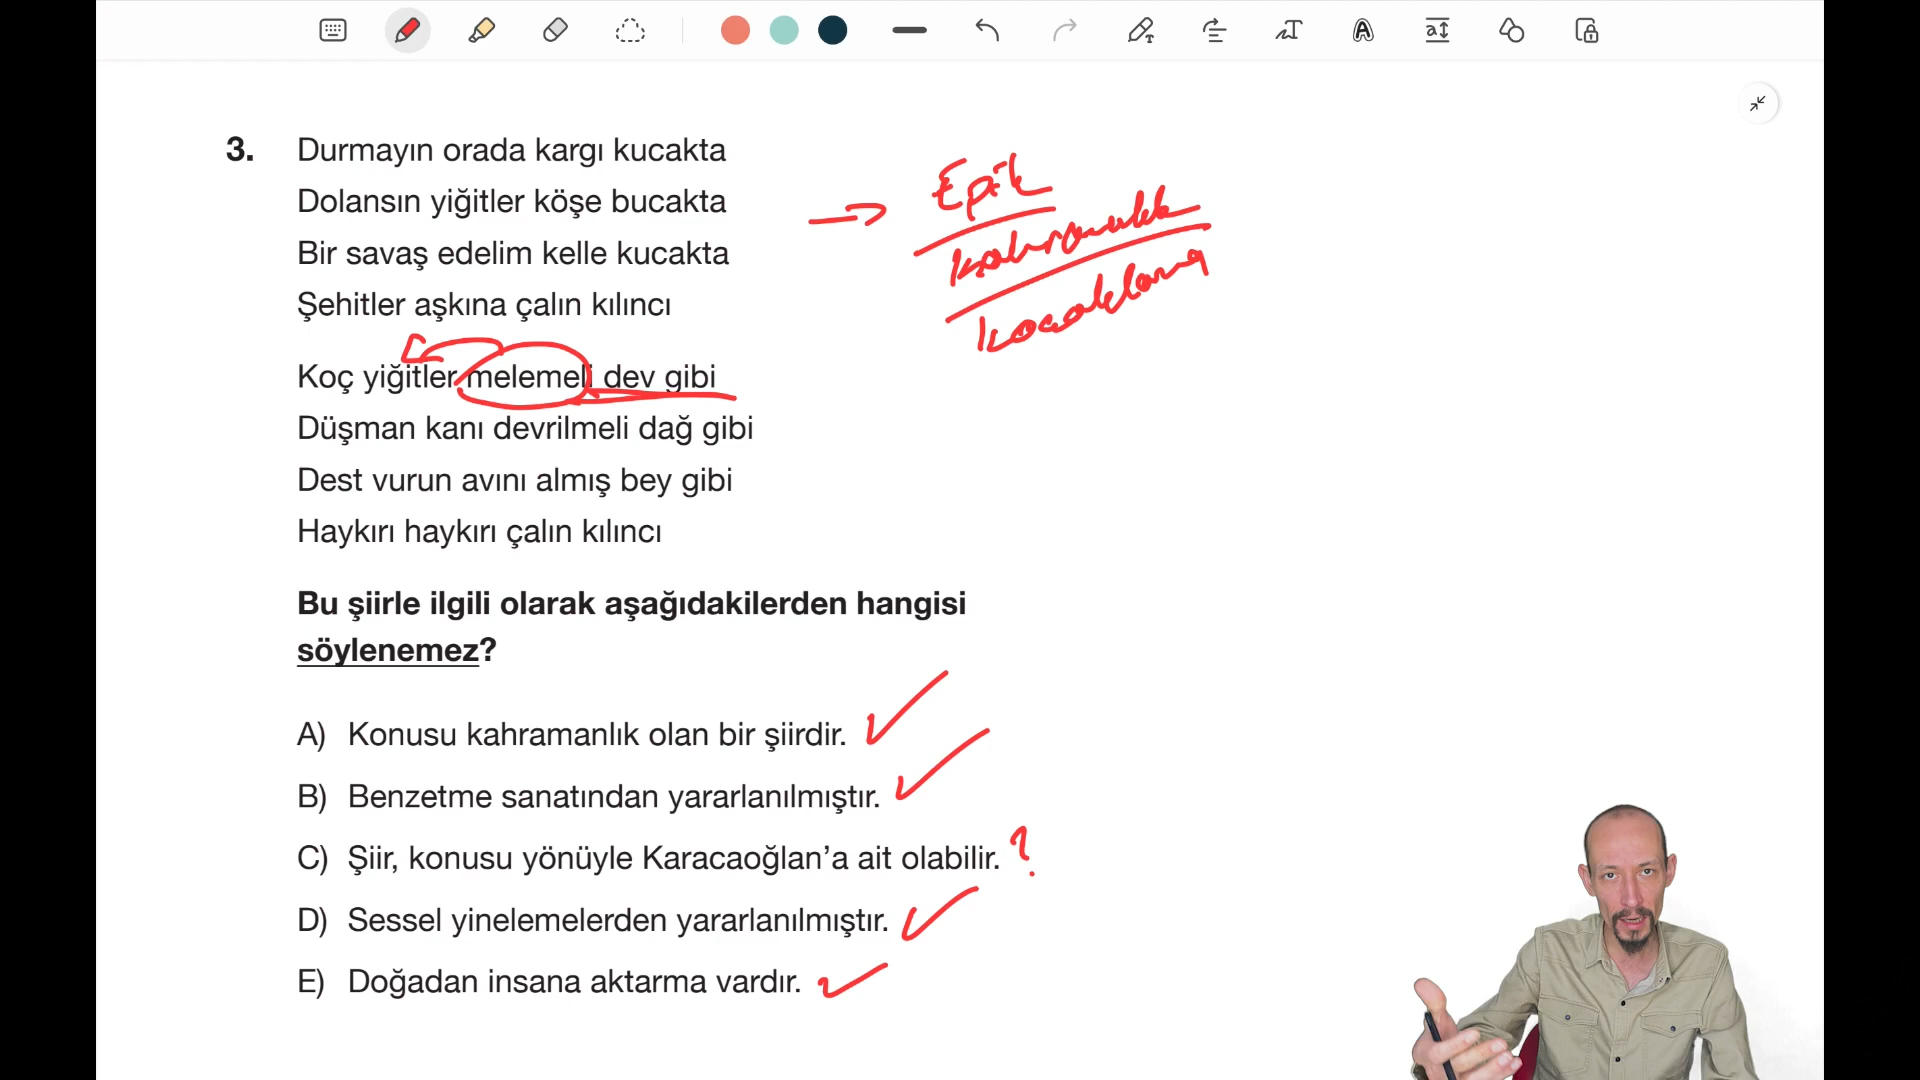 3. Durmayın orada kargı kucakta
Dolansın yiğitler köşe bucakta
Bir savaş edelim kelle kucakta
Şehitler aşkına çalın kılıncı
Koç yiğitler melemeli dev gibi
Düşman kanı devrilmeli dağ gibi
Dest vurun avını almış bey gibi
Haykırı haykırı çalın kılıncı
Epik
kahramanlık
koçaklama
Bu şiirle ilgili olarak aşağıdakilerden hangisi
söylenemez?
A) Konusu kahramanlık olan bir şiirdir.
B) Benzetme sanatından yararlanılmıştır.
C) Şiir, konusu yönüyle Karacaoğlan’a ait olabilir. ?
D) Sessel yinelemelerden yararlanılmıştır.
E) Doğadan insana aktarma vardır.